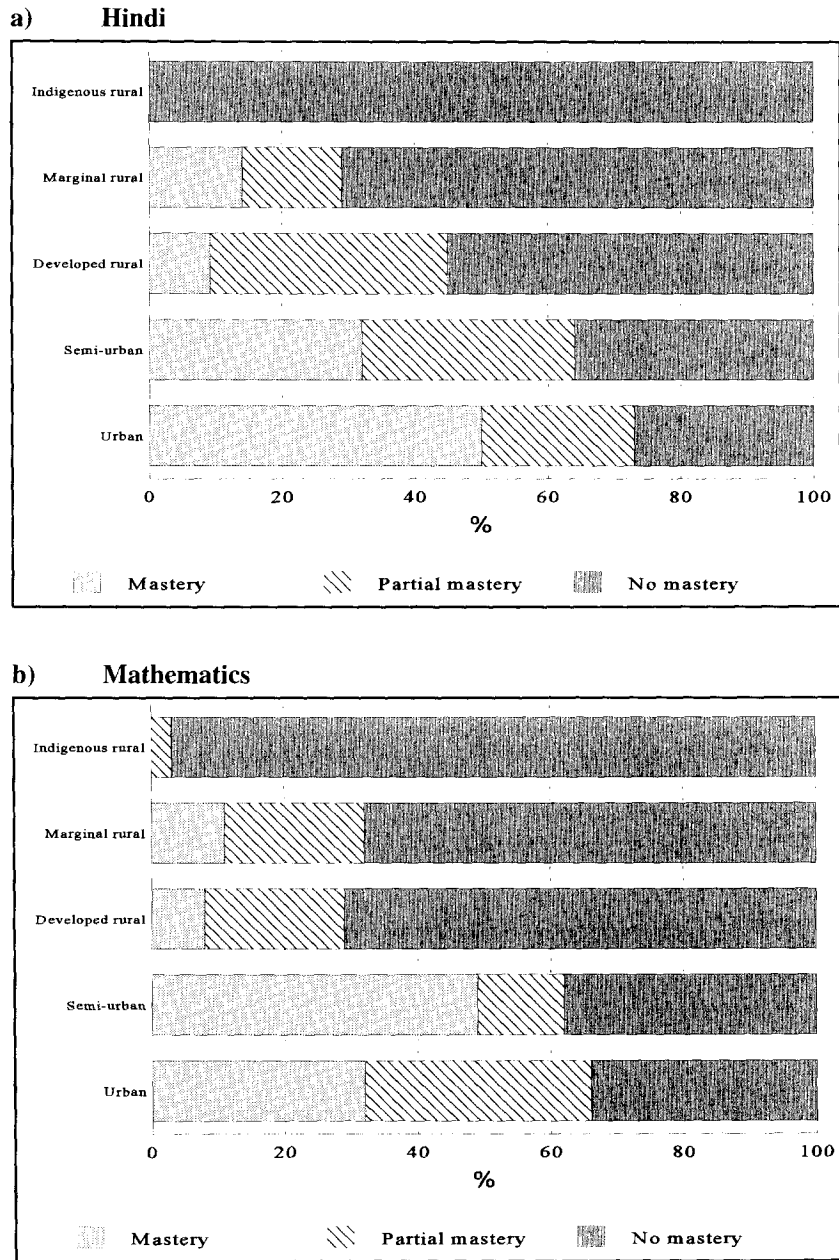 a) Hindi
Indigenous rural
Marginal rural
Developed rural
Semi-urban
Urban
0 20 40 60 80 100
%
Mastery Partial mastery No mastery
b) Mathematics
Indigenous rural
Marginal rural
Developed rural
Semi-urban
Urban
0 20 40 60 80 100
%
Mastery Partial mastery No mastery